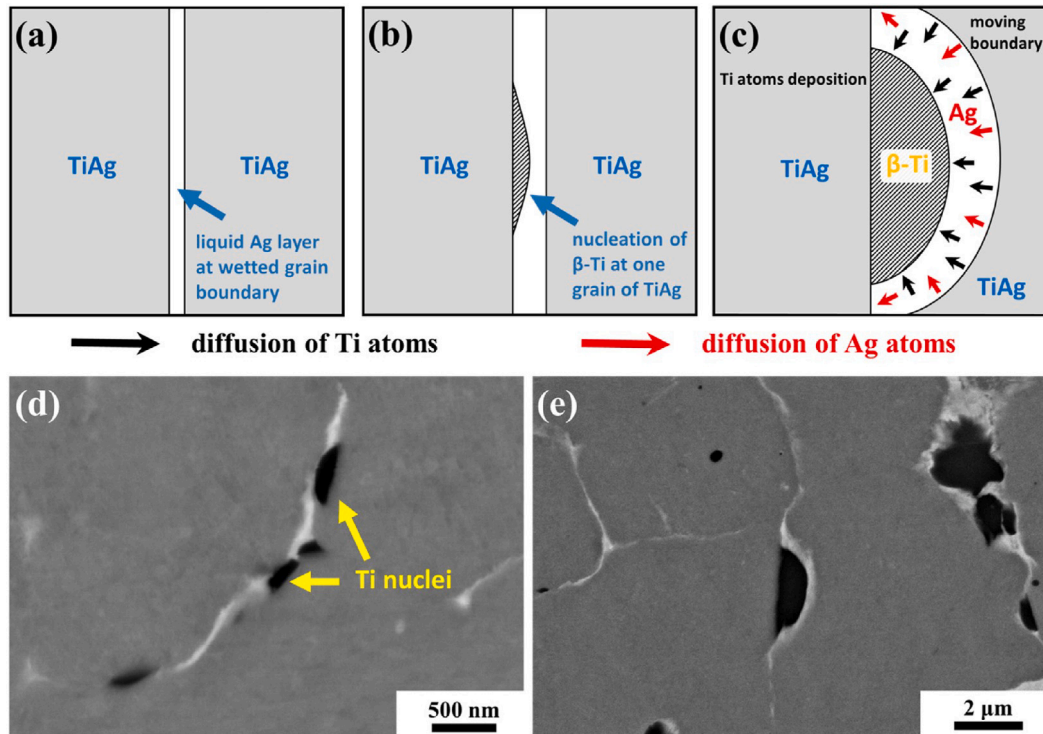 (a)
TiAg
TiAg
liquid Ag layer
at wetted grain
boundary
(b)
TiAg
TiAg
nucleation of
β-Ti at one
grain of TiAg
(c)
moving
boundary
Ti atoms deposition
Ag
TiAg
β-Ti
TiAg
diffusion of Ti atoms
diffusion of Ag atoms
(d)
Ti nuclei
500 nm
(e)
2 μm